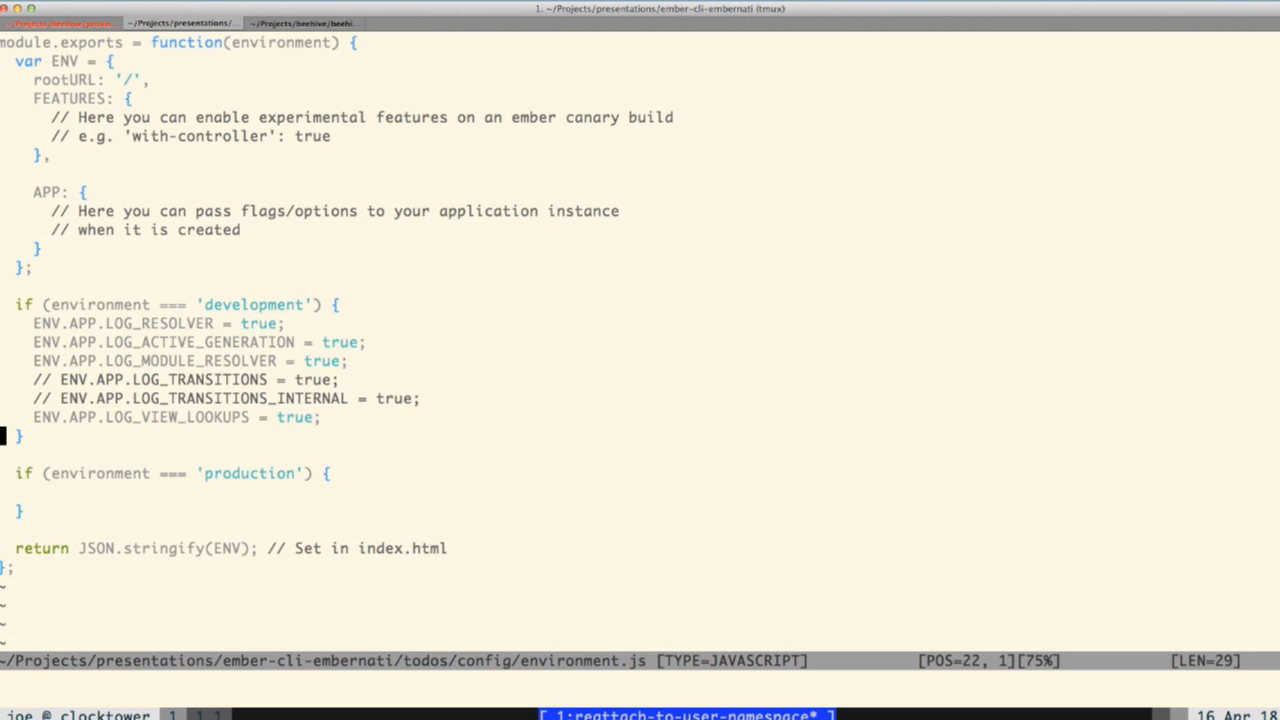 1. ~/Projects/presentations/ember-cli-embernati (tmux)
~/Projects/presentations/... ~/Projects/beehive/beehi...
module.exports = function(environment) {
var ENV = {
rootURL: '/',
FEATURES: {
// Here you can enable experimental features on an ember canary build
// e.g. 'with-controller': true
},
APP: {
// Here you can pass flags/options to your application instance
// when it is created
}
};
if (environment === 'development') {
ENV.APP.LOG_RESOLVER = true;
ENV.APP.LOG_ACTIVE_GENERATION = true;
ENV.APP.LOG_MODULE_RESOLVER = true;
// ENV.APP.LOG_TRANSITIONS = true;
// ENV.APP.LOG_TRANSITIONS_INTERNAL = true;
ENV.APP.LOG_VIEW_LOOKUPS = true;
}
if (environment === 'production') {
}
return JSON.stringify(ENV); // Set in index.html
};
~
~
~
~
~/Projects/presentations/ember-cli-embernati/todos/config/environment.js [TYPE=JAVASCRIPT] [POS=22, 1][75%] [LEN=29]
joe @ clocktower 1 1 1 [ 1:reattach-to-user-namespace* ] 16 Apr 18